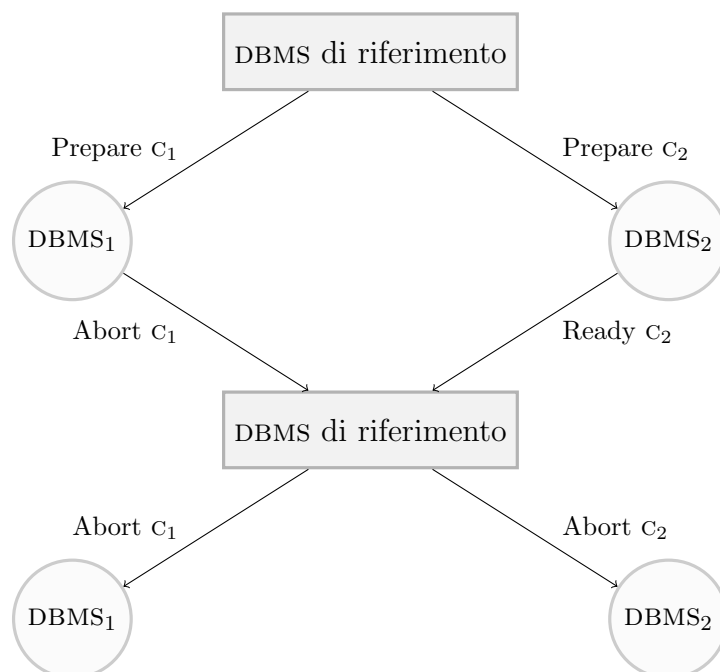 DBMS di riferimento
Prepare C₁
Prepare C₂
DBMS₁
DBMS₂
Abort C₁
Ready C₂
DBMS di riferimento
Abort C₁
Abort C₂
DBMS₁
DBMS₂